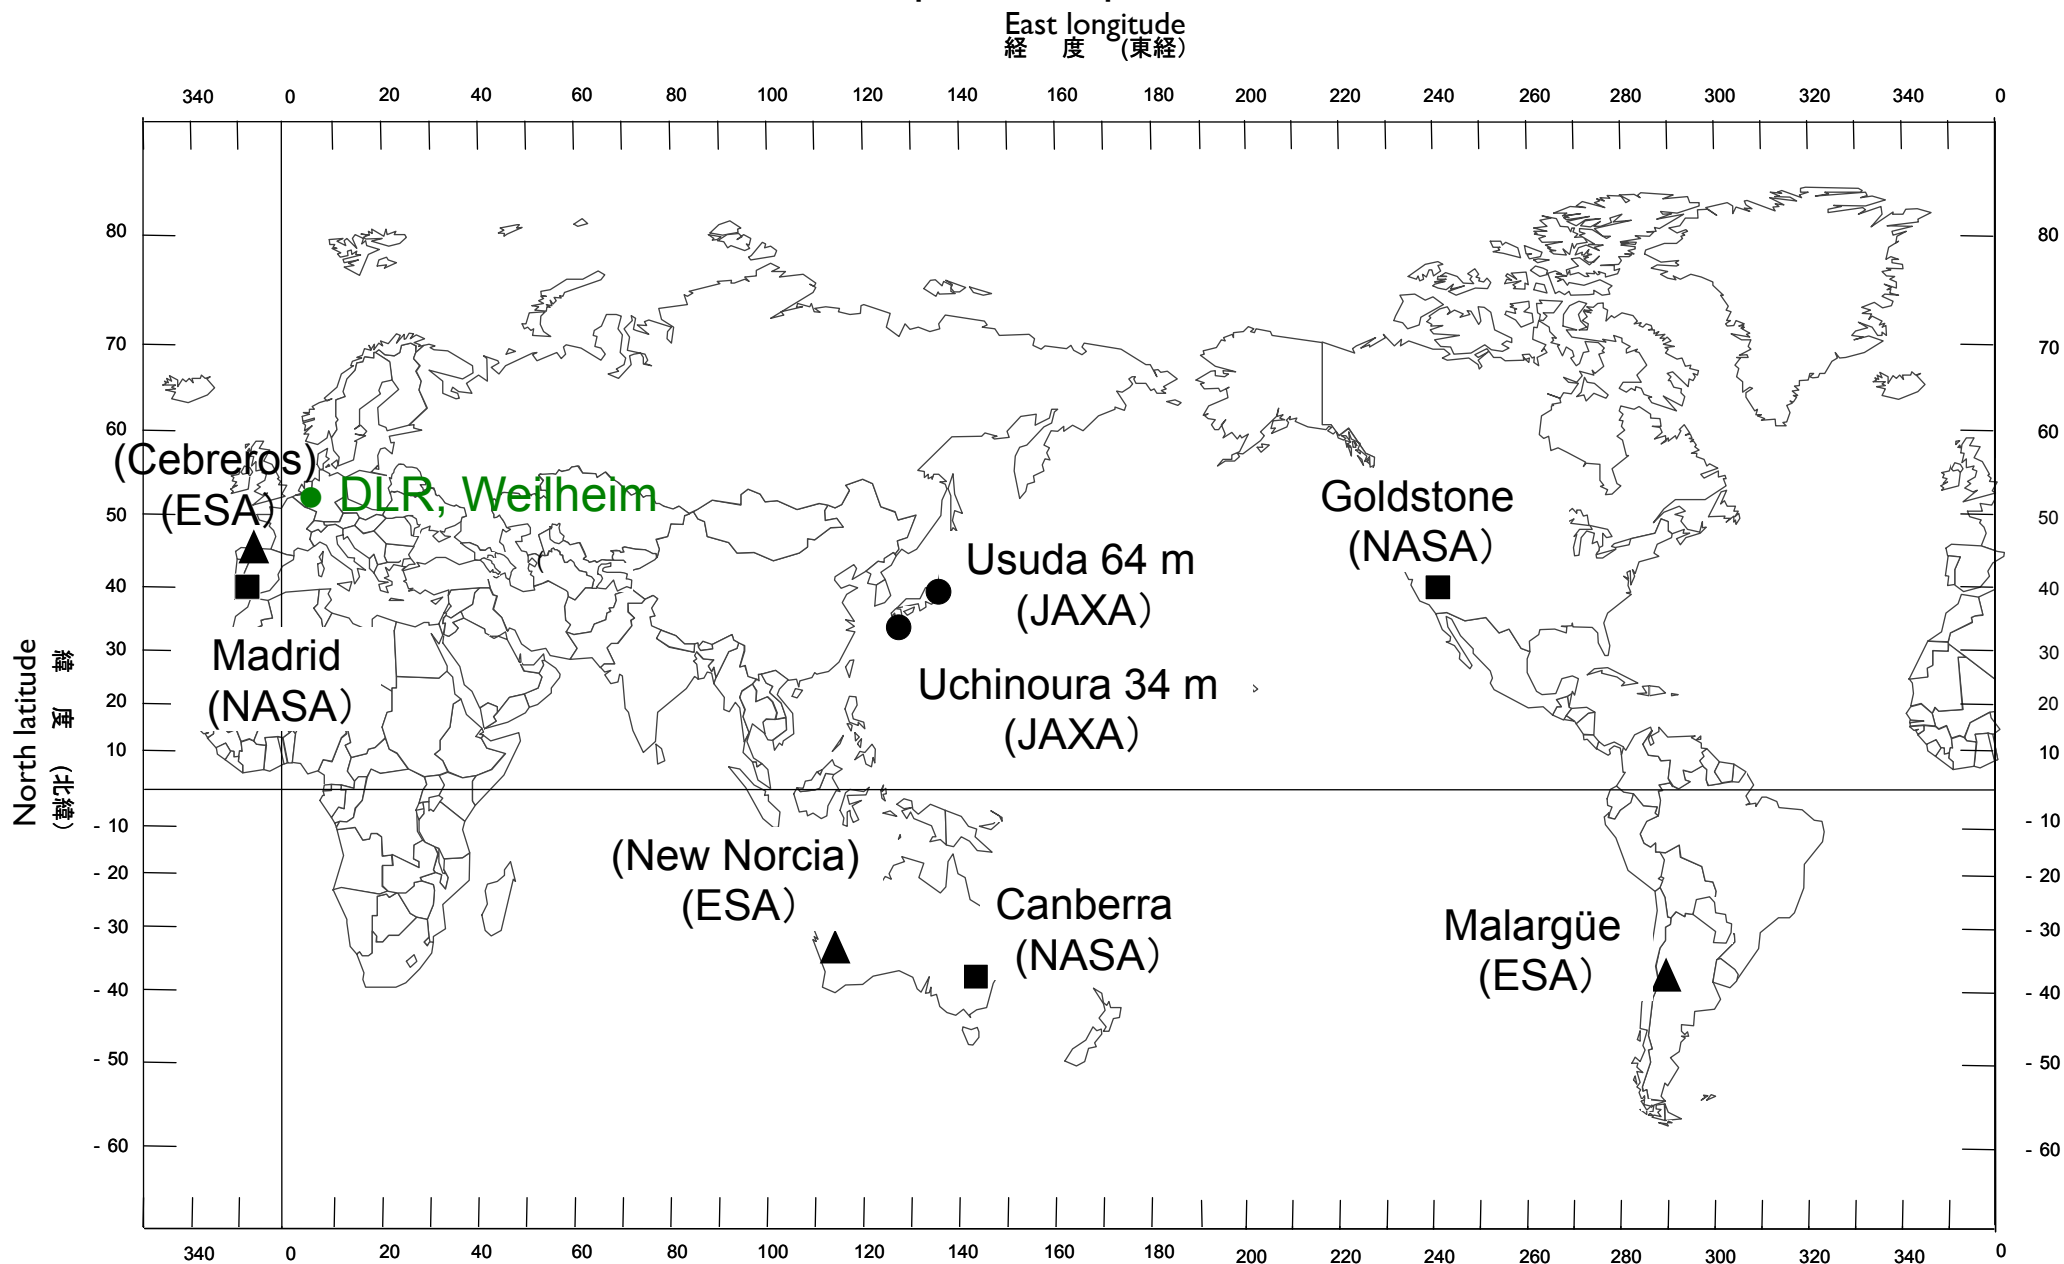 East longitude
経 度 (東経)
340 0 20 40 60 80 100 120 140 160 180 200 220 240 260 280 300 320 340 0
80 80
70 70
60 60
(Cebreros)
(ESA)
DLR, Weilheim
50 50
Goldstone
(NASA)
Usuda 64 m
(JAXA)
40 40
Madrid
(NASA)
30 30
Uchinoura 34 m
(JAXA)
20 20
10 10
North latitude
緯 度 (北緯)
- 10 - 10
(New Norcia)
(ESA)
- 20 - 20
Canberra
(NASA)
Malargüe
(ESA)
- 30 - 30
- 40 - 40
- 50 - 50
- 60 - 60
340 0 20 40 60 80 100 120 140 160 180 200 220 240 260 280 300 320 340 0